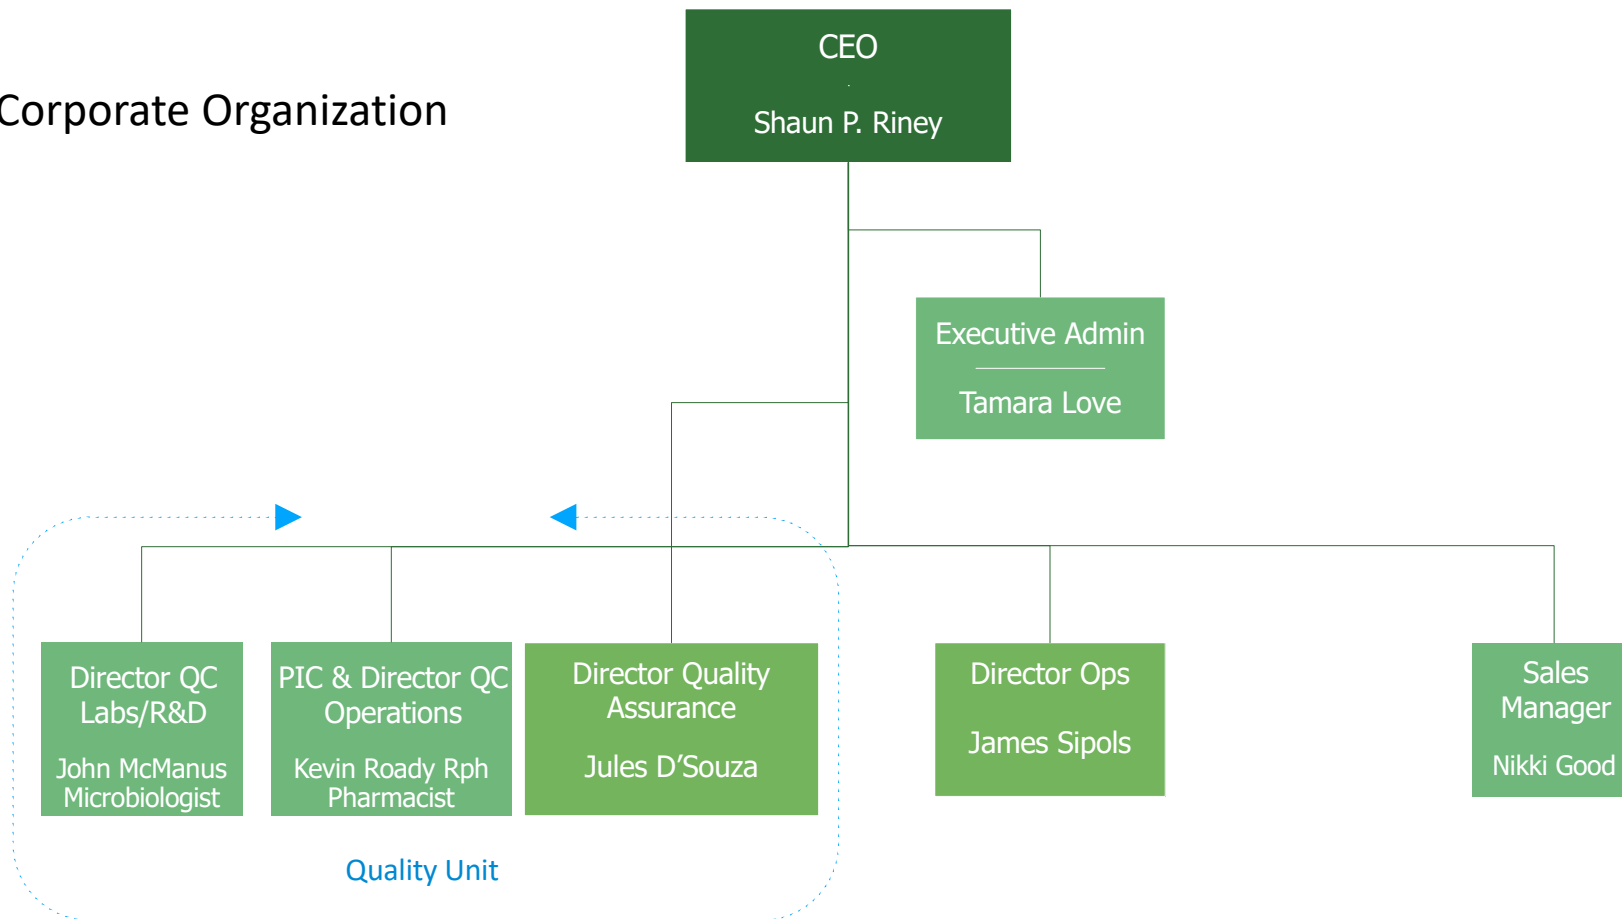 CEO
Corporate Organization
Shaun P. Riney
Executive Admin
Tamara Love
Director QC
Labs/R&D
John McManus
Microbiologist
PIC & Director QC
Operations
Kevin Roady Rph
Pharmacist
Director Quality
Assurance
Jules D’Souza
Director Ops
James Sipols
Sales
Manager
Nikki Good
Quality Unit